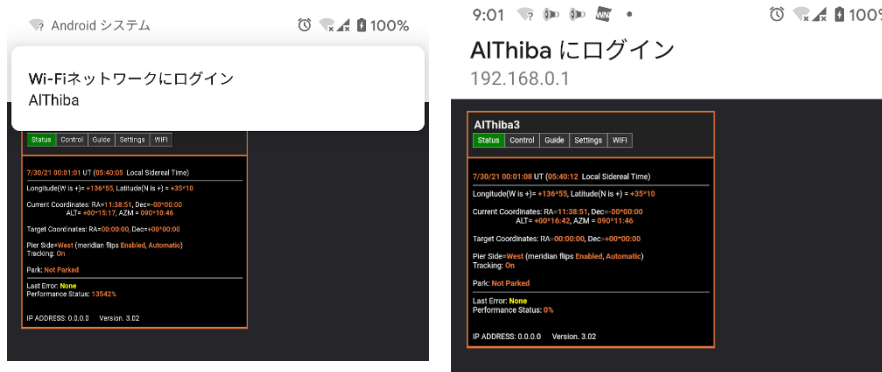 Android システム
100%
Wi-Fiネットワークにログイン
AlThiba
Status Control Guide Settings WiFi
7/30/21 00:01:01 UT (05:40:05 Local Sidereal Time)
Longitude(W is +)= +136*55, Latitude(N is +) = +35*10
Current Coordinates: RA=11:38:51, Dec=-00*00:00
ALT= +00*15:17, AZM = 090*10:46
Target Coordinates: RA=00:00:00, Dec=+00*00:00
Pier Side=West (meridian flips Enabled, Automatic)
Tracking: On
Park: Not Parked
Last Error: None
Performance Status: 13542%
IP ADDRESS: 0.0.0.0 Version. 3.02
9:01
100%
AlThiba にログイン
192.168.0.1
AlThiba3
Status Control Guide Settings WiFi
7/30/21 00:01:08 UT (05:40:12 Local Sidereal Time)
Longitude(W is +)= +136*55, Latitude(N is +) = +35*10
Current Coordinates: RA=11:38:51, Dec=-00*00:00
ALT= +00*16:42, AZM = 090*11:46
Target Coordinates: RA=00:00:00, Dec=+00*00:00
Pier Side=West (meridian flips Enabled, Automatic)
Tracking: On
Park: Not Parked
Last Error: None
Performance Status: 0%
IP ADDRESS: 0.0.0.0 Version. 3.02